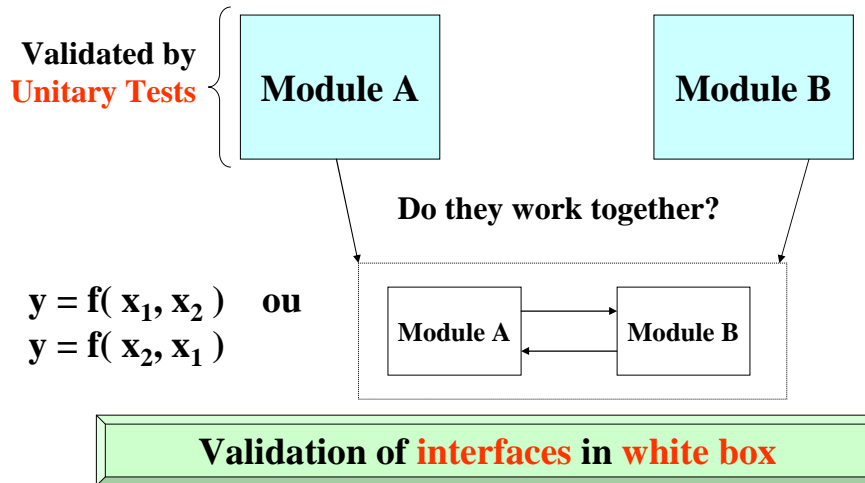 Validated by
Unitary Tests
Module A
Module B
Do they work together?
y = f( x₁, x₂ ) ou
y = f( x₂, x₁ )
Module A
Module B
Validation of interfaces in white box